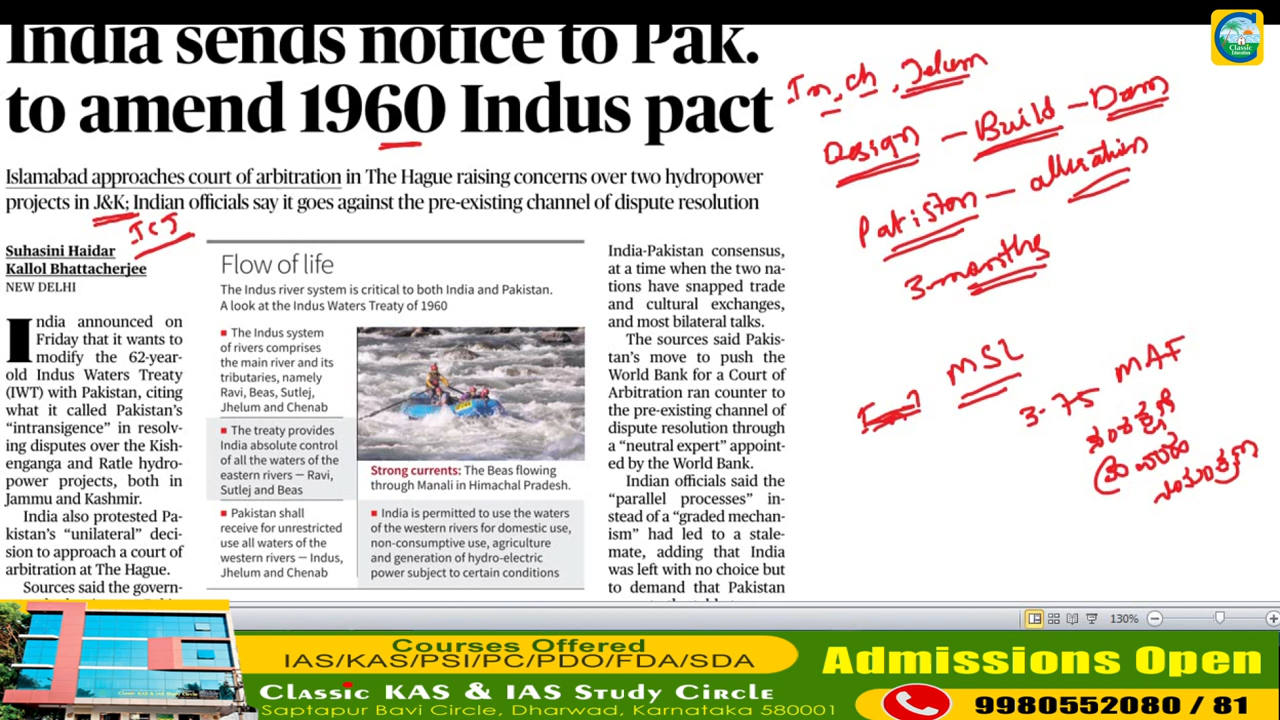 India sends notice to Pak.
to amend 1960 Indus pact
Islamabad approaches court of arbitration in The Hague raising concerns over two hydropower
projects in J&K; Indian officials say it goes against the pre-existing channel of dispute resolution
ICJ
Suhasini Haidar
Kallol Bhattacherjee
NEW DELHI
India announced on
Friday that it wants to
modify the 62-year-
old Indus Waters Treaty
(IWT) with Pakistan, citing
what it called Pakistan's
"intransigence" in resolv-
ing disputes over the Kish-
enganga and Ratle hydro-
power projects, both in
Jammu and Kashmir.
India also protested Pa-
kistan's "unilateral" deci-
sion to approach a court of
arbitration at The Hague.
Sources said the govern-
Flow of life
The Indus river system is critical to both India and Pakistan.
A look at the Indus Waters Treaty of 1960
■ The Indus system
of rivers comprises
the main river and its
tributaries, namely
Ravi, Beas, Sutlej,
Jhelum and Chenab
■ The treaty provides
India absolute control
of all the waters of the
eastern rivers — Ravi,
Sutlej and Beas
■ Pakistan shall
receive for unrestricted
use all waters of the
western rivers — Indus,
Jhelum and Chenab
Strong currents: The Beas flowing
through Manali in Himachal Pradesh.
■ India is permitted to use the waters
of the western rivers for domestic use,
non-consumptive use, agriculture
and generation of hydro-electric
power subject to certain conditions
India-Pakistan consensus,
at a time when the two na-
tions have snapped trade
and cultural exchanges,
and most bilateral talks.
The sources said Pakis-
tan's move to push the
World Bank for a Court of
Arbitration ran counter to
the pre-existing channel of
dispute resolution through
a "neutral expert" appoint-
ed by the World Bank.
Indian officials said the
"parallel processes" in-
stead of a "graded mechan-
ism" had led to a stale-
mate, adding that India
was left with no choice but
to demand that Pakistan
In, ch, Jelum
Design – Build – Dam
Pakistan –
3-months
MSL
3.75 MAF
Classic
Education
130%
Courses Offered
IAS/KAS/PSI/PC/PDO/FDA/SDA
Classic KAS & IAS Study Circle
Saptapur Bavi Circle, Dharwad, Karnataka 580001
Admissions Open
9980552080 / 81